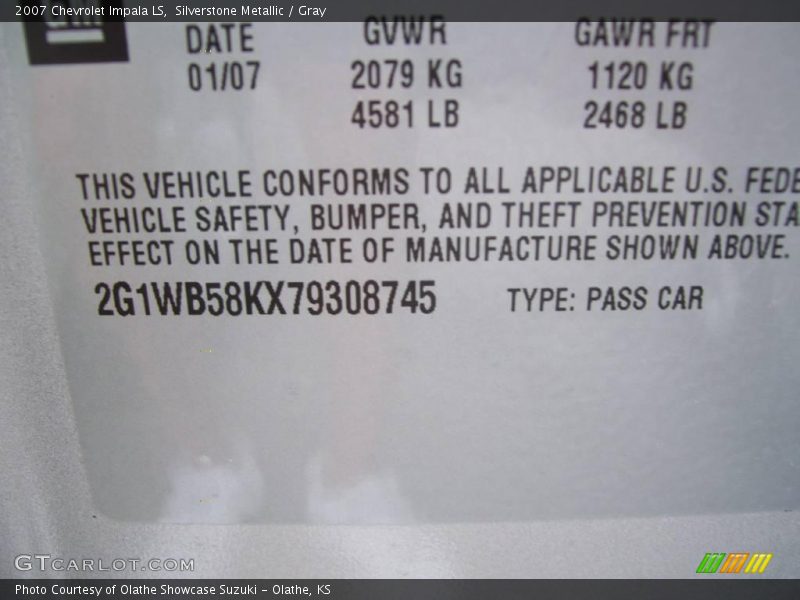 2007 Chevrolet Impala LS, Silverstone Metallic / Gray
GM
DATE GVWR GAWR FRT
01/07 2079 KG 1120 KG
4581 LB 2468 LB
THIS VEHICLE CONFORMS TO ALL APPLICABLE U.S. FEDE
VEHICLE SAFETY, BUMPER, AND THEFT PREVENTION STA
EFFECT ON THE DATE OF MANUFACTURE SHOWN ABOVE.
2G1WB58KX79308745 TYPE: PASS CAR
GTCARLOT.COM
Photo Courtesy of Olathe Showcase Suzuki - Olathe, KS